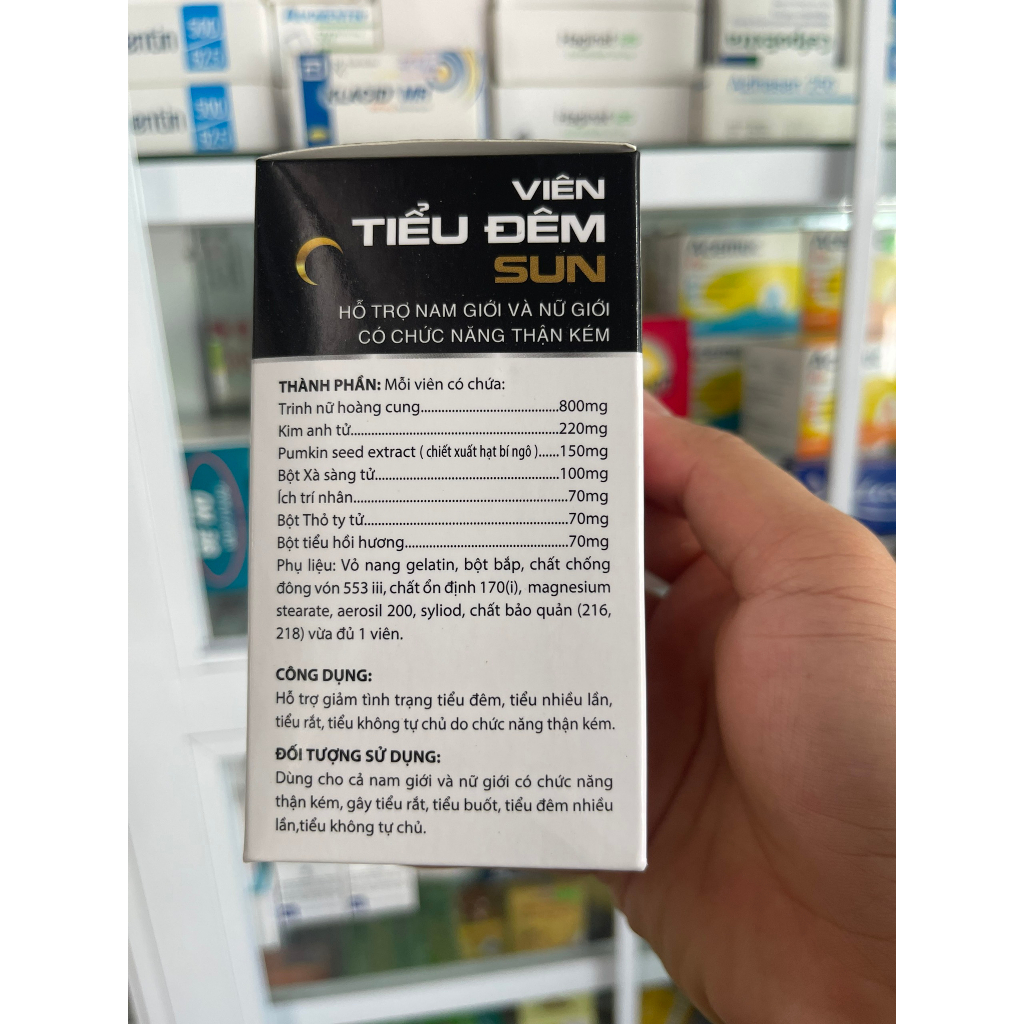 entin 500
62,5
Haginat
VIÊN
TIỂU ĐÊM
SUN
HỖ TRỢ NAM GIỚI VÀ NỮ GIỚI
CÓ CHỨC NĂNG THẬN KÉM
THÀNH PHẦN: Mỗi viên có chứa:
Trinh nữ hoàng cung........................................800mg
Kim anh tử............................................................220mg
Pumkin seed extract ( chiết xuất hạt bí ngô )......150mg
Bột Xà sàng tử.....................................................100mg
Ích trí nhân..............................................................70mg
Bột Thỏ ty tử...........................................................70mg
Bột tiểu hồi hương................................................70mg
Phụ liệu: Vỏ nang gelatin, bột bắp, chất chống
đông vón 553 iii, chất ổn định 170(i), magnesium
stearate, aerosil 200, syliod, chất bảo quản (216,
218) vừa đủ 1 viên.
CÔNG DỤNG:
Hỗ trợ giảm tình trạng tiểu đêm, tiểu nhiều lần,
tiểu rắt, tiểu không tự chủ do chức năng thận kém.
ĐỐI TƯỢNG SỬ DỤNG:
Dùng cho cả nam giới và nữ giới có chức năng
thận kém, gây tiểu rắt, tiểu buốt, tiểu đêm nhiều
lần,tiểu không tự chủ.